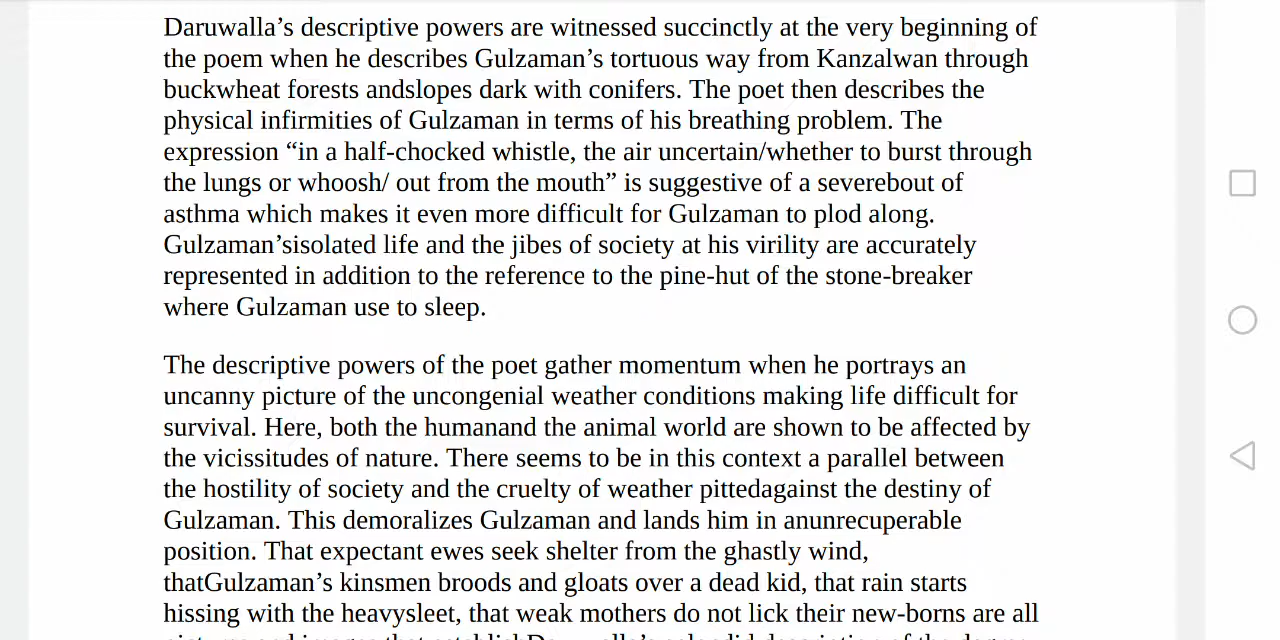 Daruwalla’s descriptive powers are witnessed succinctly at the very beginning of
the poem when he describes Gulzaman’s tortuous way from Kanzalwan through
buckwheat forests andslopes dark with conifers. The poet then describes the
physical infirmities of Gulzaman in terms of his breathing problem. The
expression “in a half-chocked whistle, the air uncertain/whether to burst through
the lungs or whoosh/ out from the mouth” is suggestive of a severebout of
asthma which makes it even more difficult for Gulzaman to plod along.
Gulzaman’sisolated life and the jibes of society at his virility are accurately
represented in addition to the reference to the pine-hut of the stone-breaker
where Gulzaman use to sleep.
The descriptive powers of the poet gather momentum when he portrays an
uncanny picture of the uncongenial weather conditions making life difficult for
survival. Here, both the humanand the animal world are shown to be affected by
the vicissitudes of nature. There seems to be in this context a parallel between
the hostility of society and the cruelty of weather pittedagainst the destiny of
Gulzaman. This demoralizes Gulzaman and lands him in anunrecuperable
position. That expectant ewes seek shelter from the ghastly wind,
thatGulzaman’s kinsmen broods and gloats over a dead kid, that rain starts
hissing with the heavysleet, that weak mothers do not lick their new-borns are all